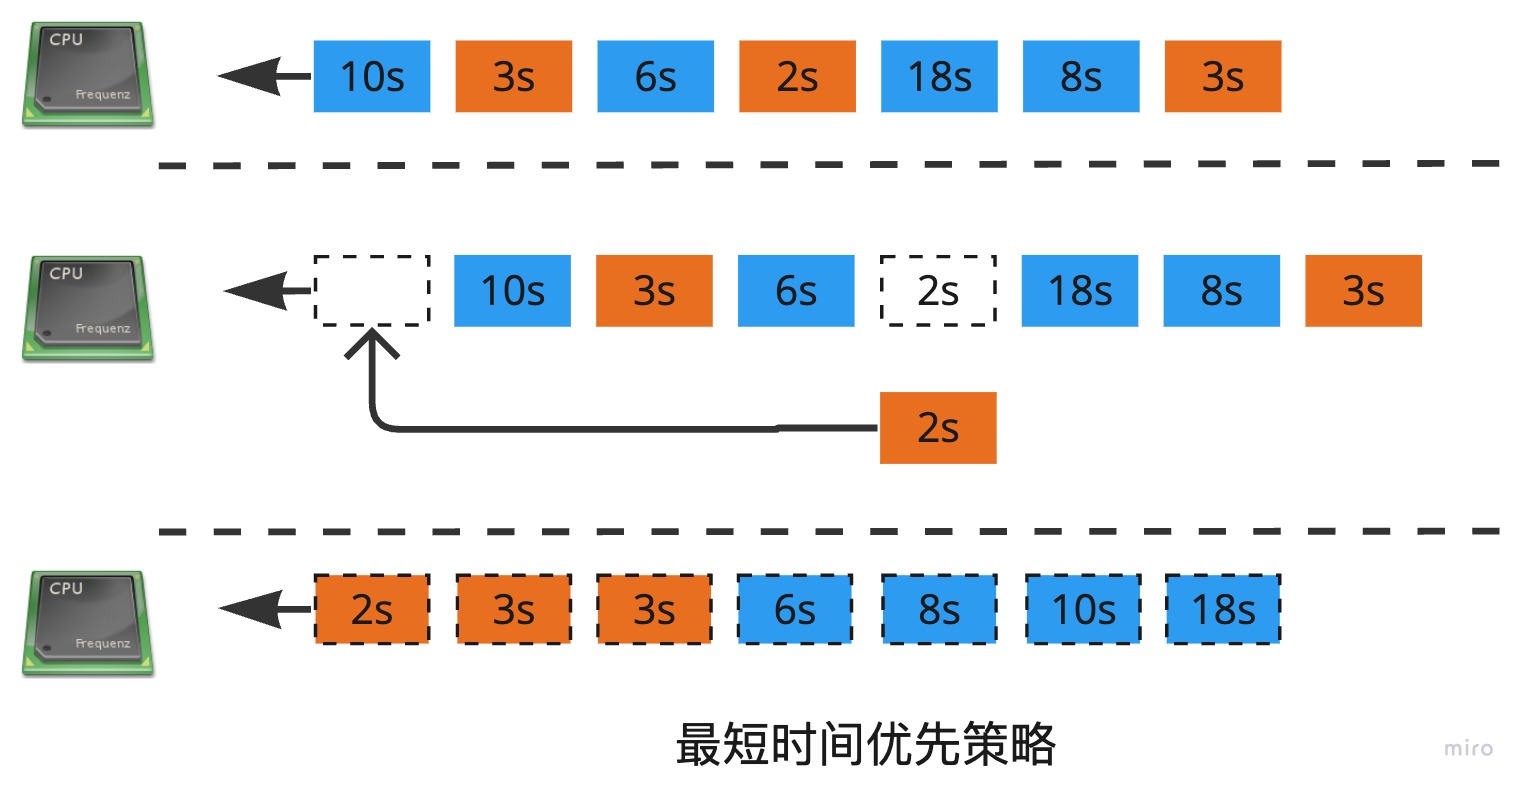 CPU
Frequenz
10s 3s 6s 2s 18s 8s 3s
CPU
Frequenz
10s 3s 6s 2s 18s 8s 3s
2s
CPU
Frequenz
2s 3s 3s 6s 8s 10s 18s
最短时间优先策略
miro